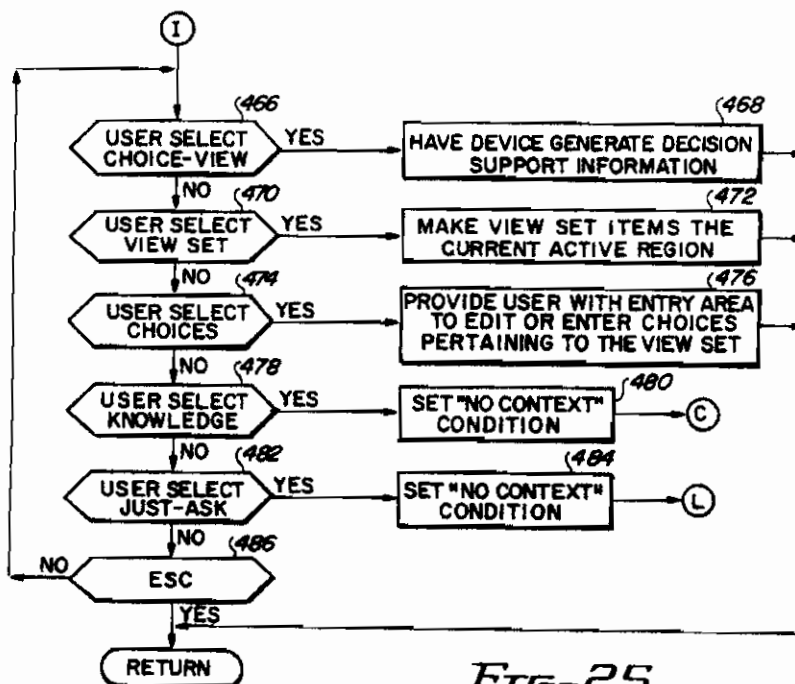 I
466
USER SELECT
CHOICE-VIEW
YES
468
HAVE DEVICE GENERATE DECISION
SUPPORT INFORMATION
NO
470
USER SELECT
VIEW SET
YES
472
MAKE VIEW SET ITEMS THE
CURRENT ACTIVE REGION
NO
474
USER SELECT
CHOICES
YES
476
PROVIDE USER WITH ENTRY AREA
TO EDIT OR ENTER CHOICES
PERTAINING TO THE VIEW SET
NO
478
USER SELECT
KNOWLEDGE
YES
480
SET "NO CONTEXT"
CONDITION
C
NO
482
USER SELECT
JUST-ASK
YES
484
SET "NO CONTEXT"
CONDITION
L
NO
486
ESC
NO
YES
RETURN
FIG-25